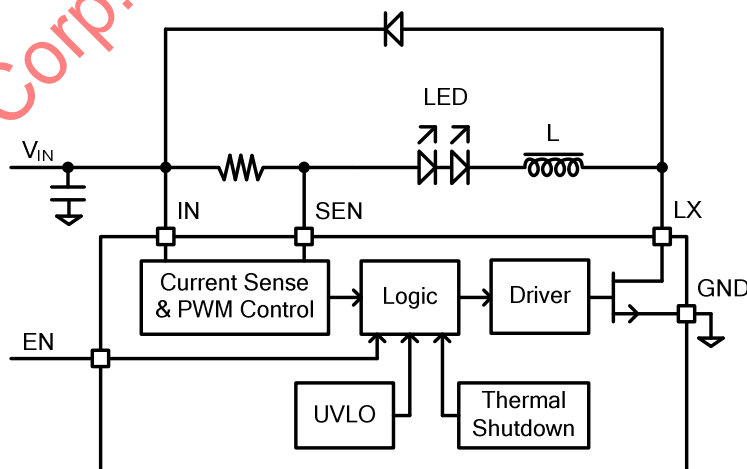 Corp.
LED
L
VIN
IN
SEN
LX
Current Sense
& PWM Control
Logic
Driver
GND
EN
UVLO
Thermal
Shutdown